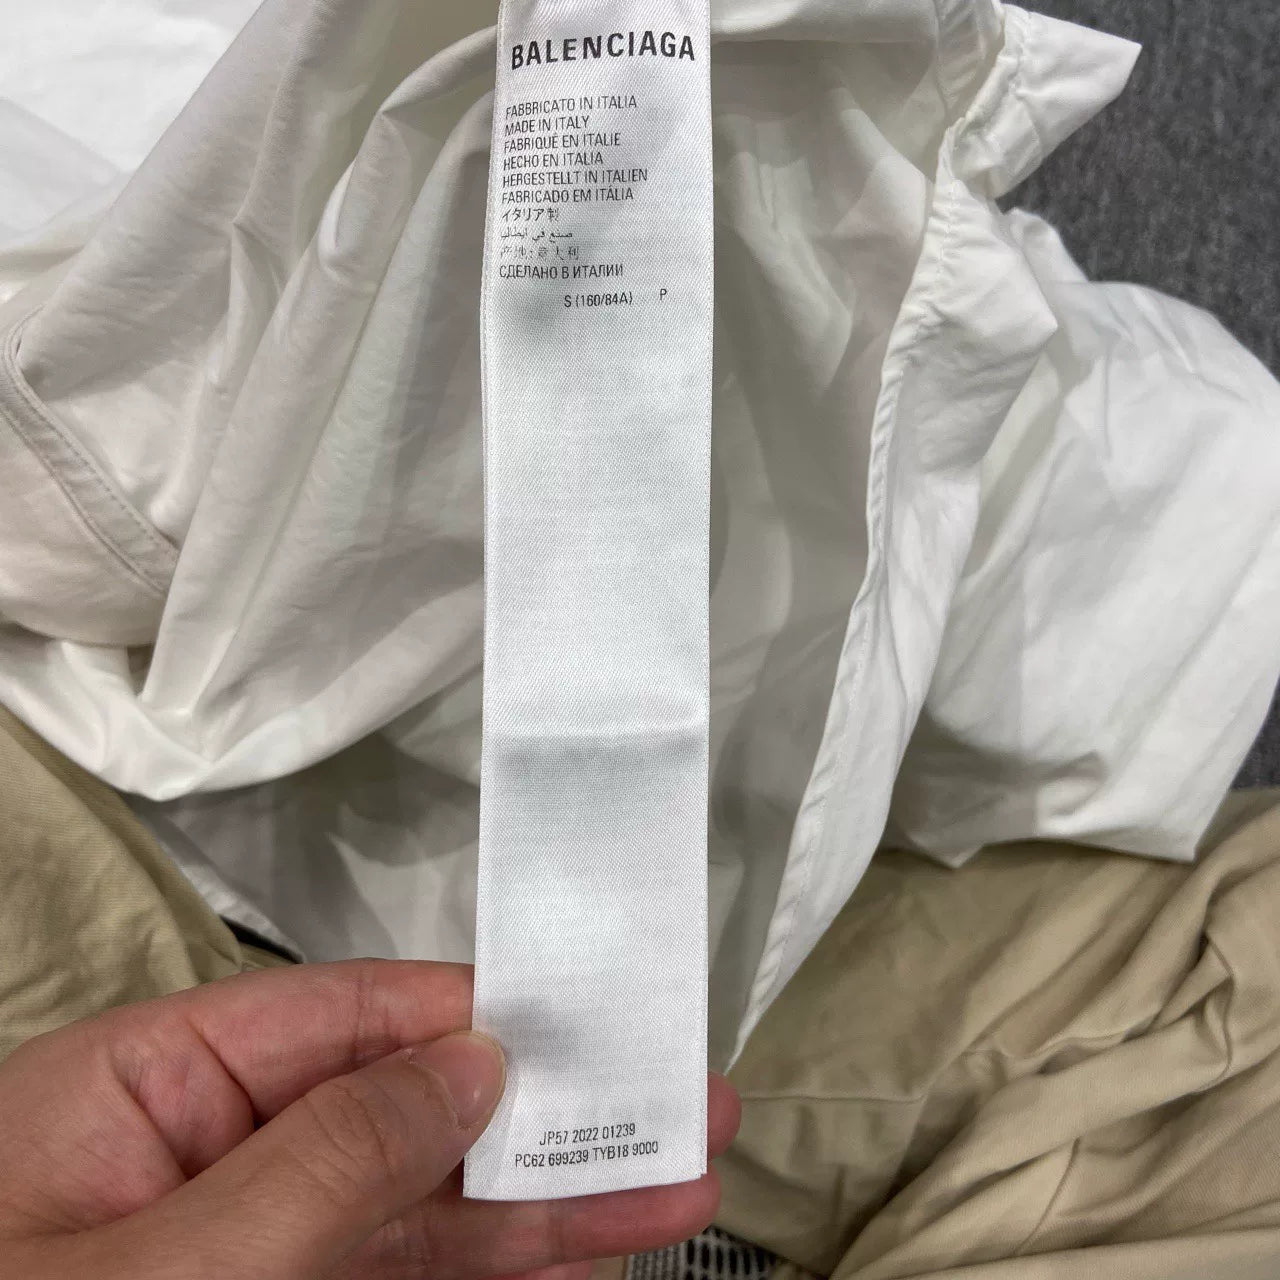 BALENCIAGA
FABBRICATO IN ITALIA
MADE IN ITALY
FABRIQUÉ EN ITALIE
HECHO EN ITALIA
HERGESTELLT IN ITALIEN
FABRICADO EM ITÁLIA
イタリア製
صنع في ايطاليا
产地:意大利
СДЕЛАНО В ИТАЛИИ
S (160/84A) P
JP57 2022 01239
PC62 699239 TYB18 9000